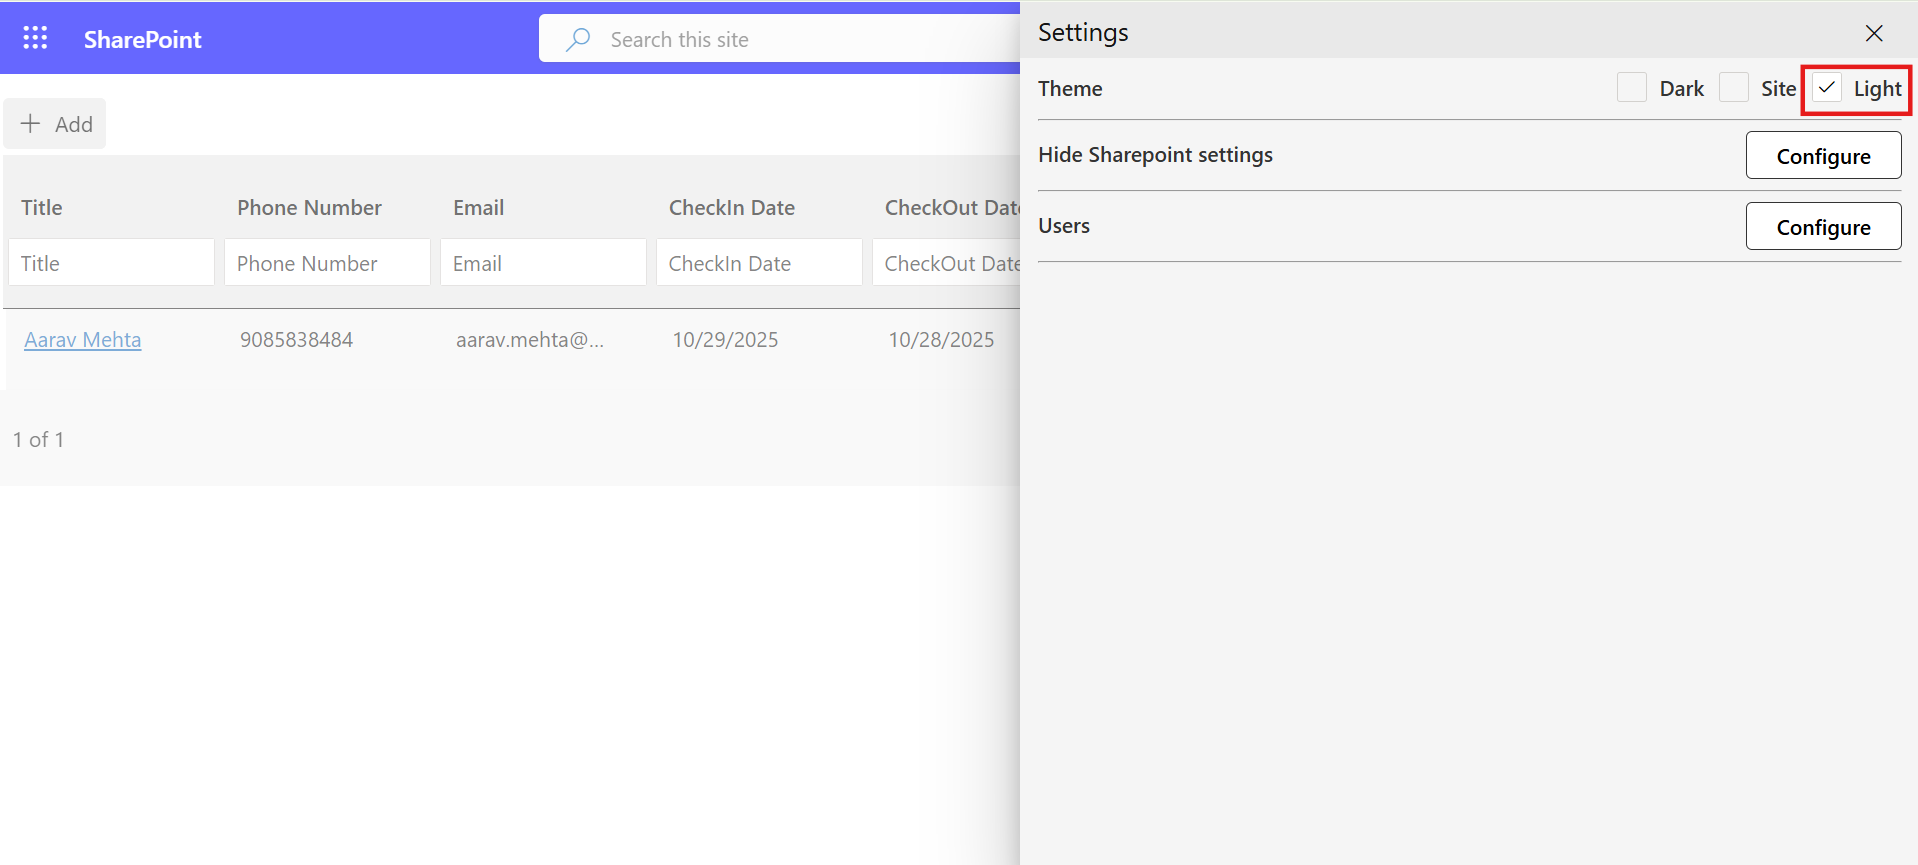 SharePoint
Search this site
Add
Title Phone Number Email CheckIn Date CheckOut Date
Title Phone Number Email CheckIn Date CheckOut Date
Aarav Mehta 9085838484 aarav.mehta@... 10/29/2025 10/28/2025
1 of 1
Settings
Theme Dark Site Light
Hide Sharepoint settings Configure
Users Configure